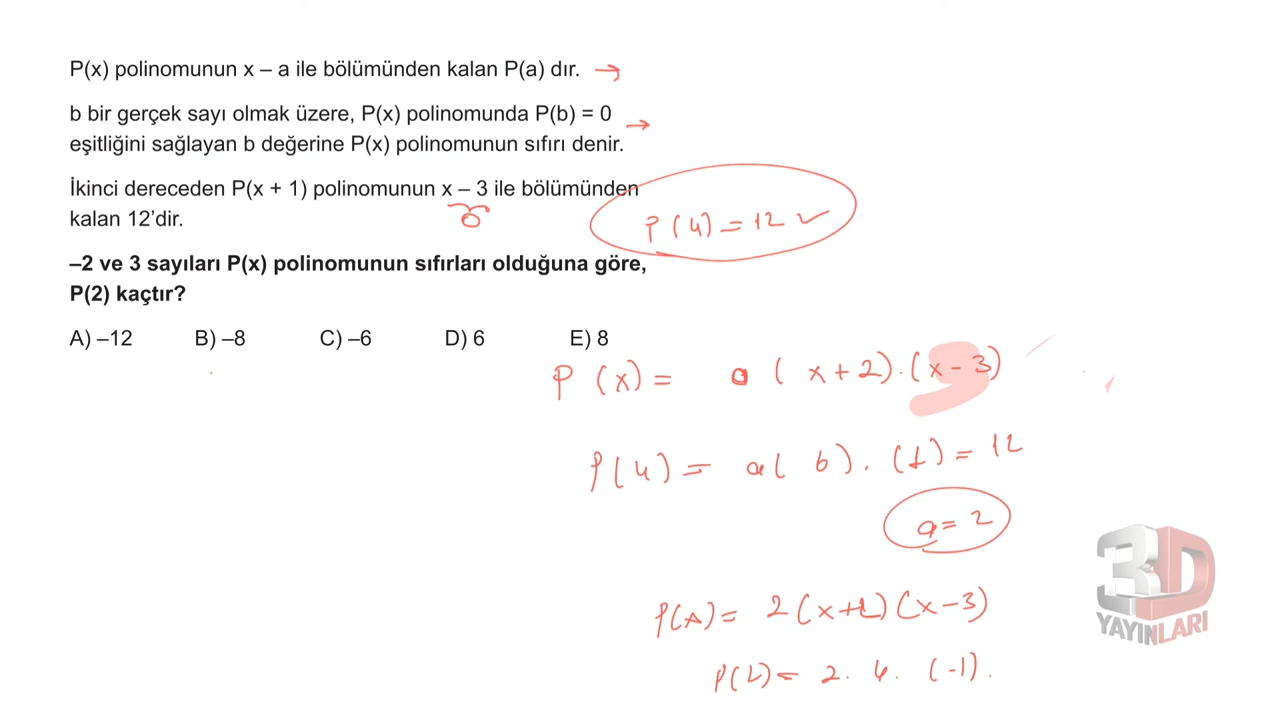 P(x) polinomunun x – a ile bölümünden kalan P(a) dır. →
b bir gerçek sayı olmak üzere, P(x) polinomunda P(b) = 0 →
eşitliğini sağlayan b değerine P(x) polinomunun sıfırı denir.
İkinci dereceden P(x + 1) polinomunun x – 3 ile bölümünden
kalan 12'dir.
P(4) = 12 ✓
–2 ve 3 sayıları P(x) polinomunun sıfırları olduğuna göre,
P(2) kaçtır?
A) –12 B) –8 C) –6 D) 6 E) 8
P(x) = a (x+2).(x-3)
P(4) = a(6).(1) = 12
a = 2
P(x) = 2(x+2)(x-3)
P(2) = 2. 4. (-1).
3D
YAYINLARI